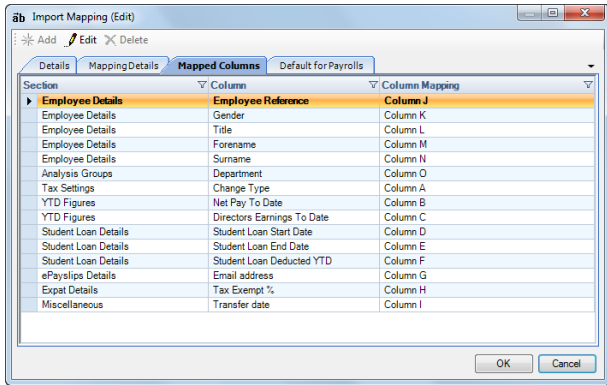 äb Import Mapping (Edit)
Add Edit Delete
Details Mapping Details Mapped Columns Default for Payrolls
Section Column Column Mapping
Employee Details Employee Reference Column J
Employee Details Gender Column K
Employee Details Title Column L
Employee Details Forename Column M
Employee Details Surname Column N
Analysis Groups Department Column O
Tax Settings Change Type Column A
YTD Figures Net Pay To Date Column B
YTD Figures Directors Earnings To Date Column C
Student Loan Details Student Loan Start Date Column D
Student Loan Details Student Loan End Date Column E
Student Loan Details Student Loan Deducted YTD Column F
ePayslips Details Email address Column G
Expat Details Tax Exempt % Column H
Miscellaneous Transfer date Column I
OK Cancel